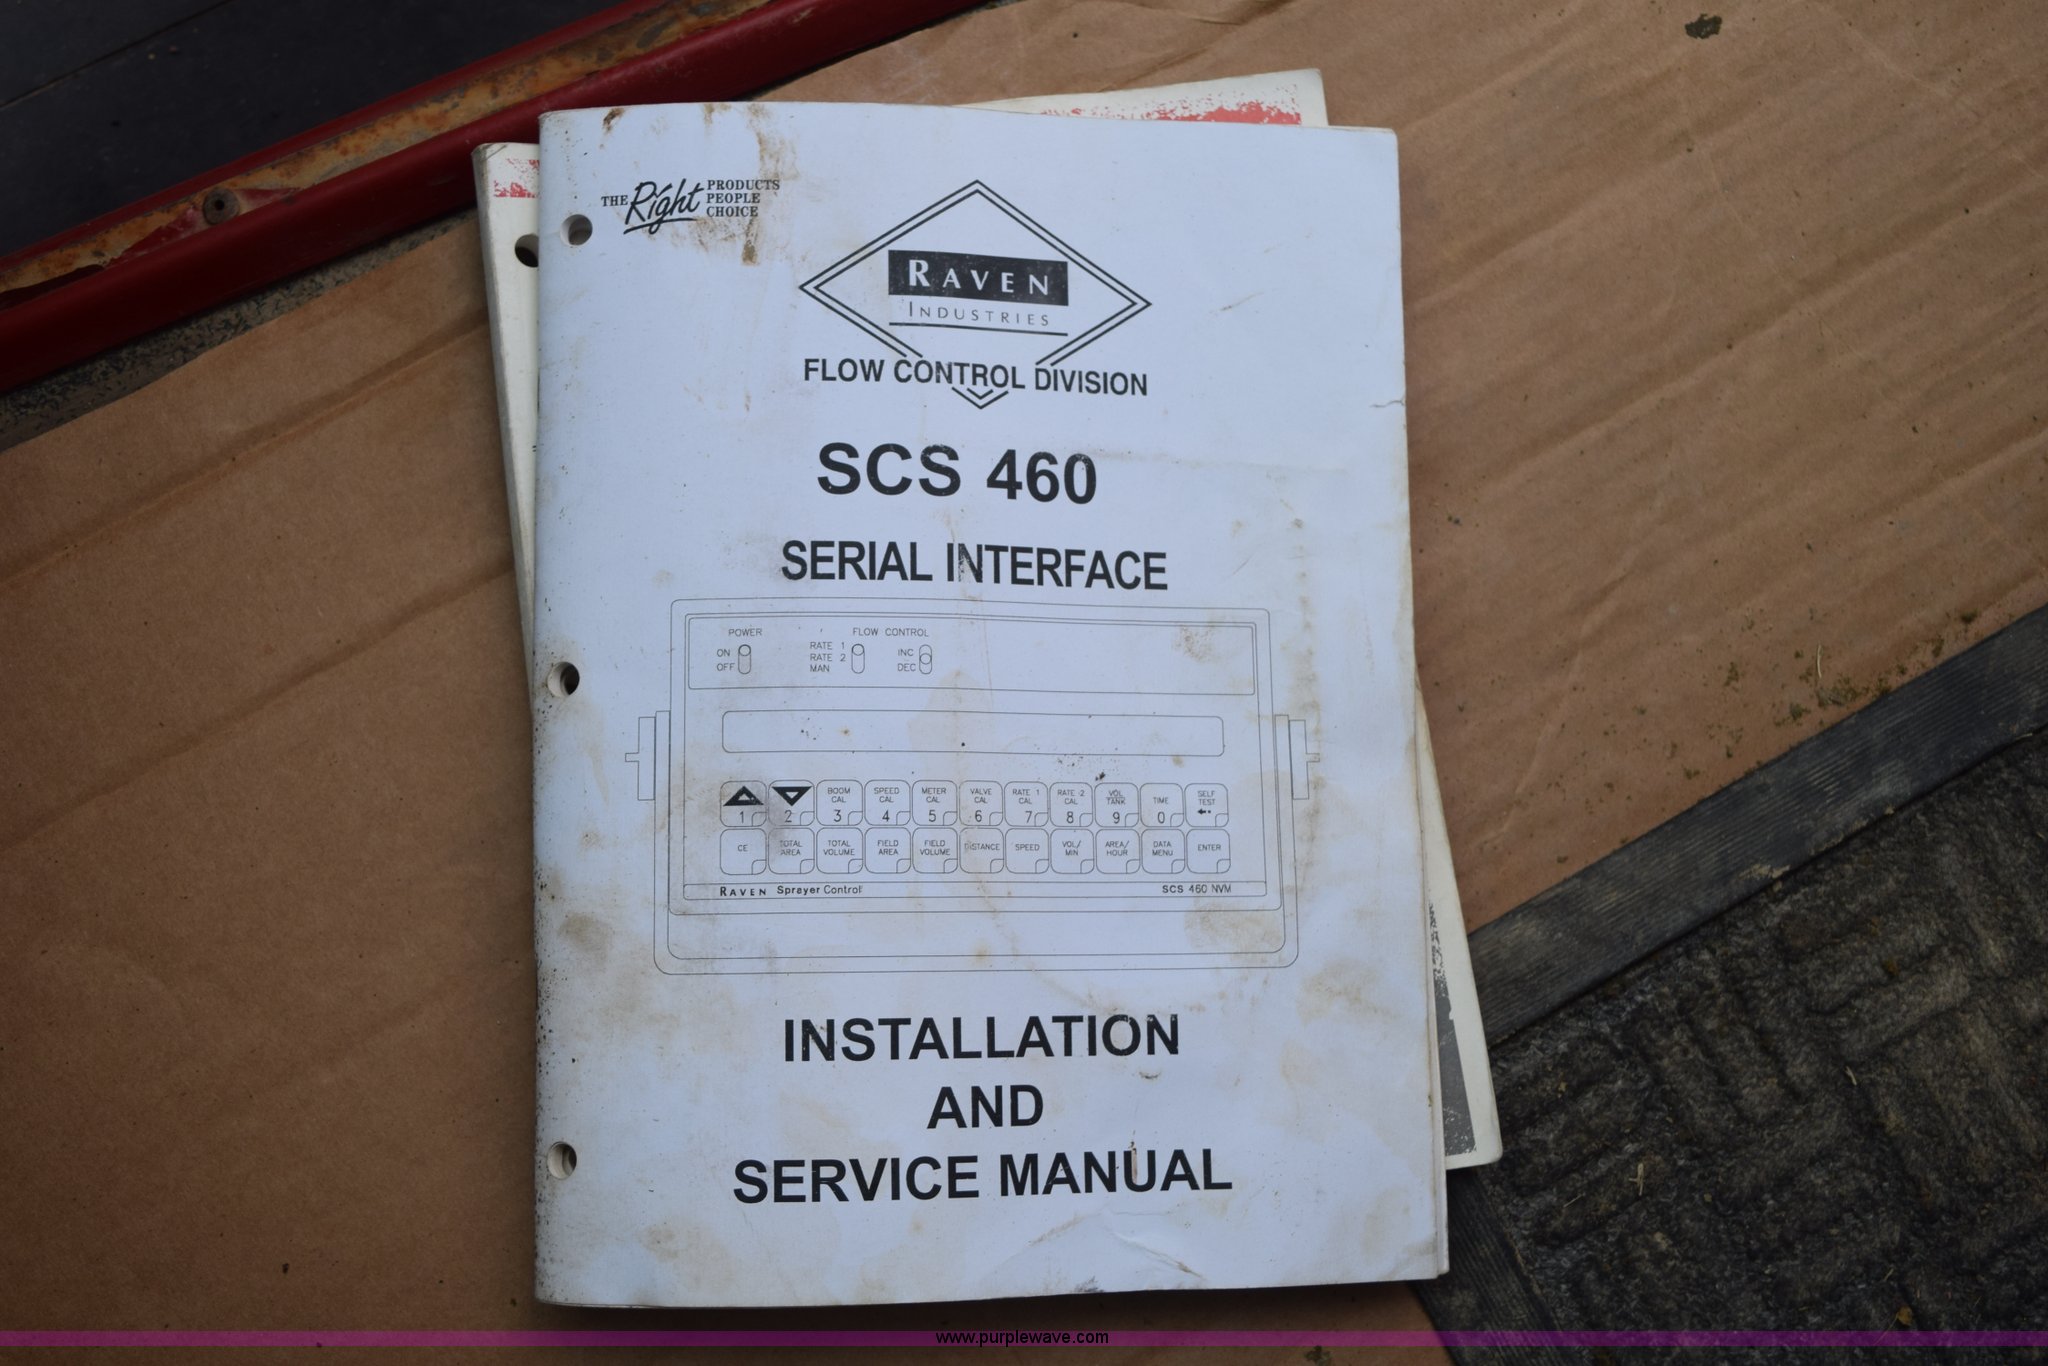 THE Right PRODUCTS
PEOPLE
CHOICE
RAVEN
INDUSTRIES
FLOW CONTROL DIVISION
SCS 460
SERIAL INTERFACE
POWER
ON
OFF
FLOW CONTROL
RATE 1
RATE 2
MAN
INC
DEC
1
2
BOOM
CAL
3
SPEED
CAL
4
METER
CAL
5
VALVE
CAL
6
RATE 1
CAL
7
RATE 2
CAL
8
VOL
TANK
9
TIME
0
SELF
TEST
CE
TOTAL
AREA
TOTAL
VOLUME
FIELD
AREA
FIELD
VOLUME
DISTANCE
SPEED
VOL/
MIN
AREA/
HOUR
DATA
MENU
ENTER
RAVEN Sprayer Control
SCS 460 NVM
INSTALLATION
AND
SERVICE MANUAL
www.purplewave.com